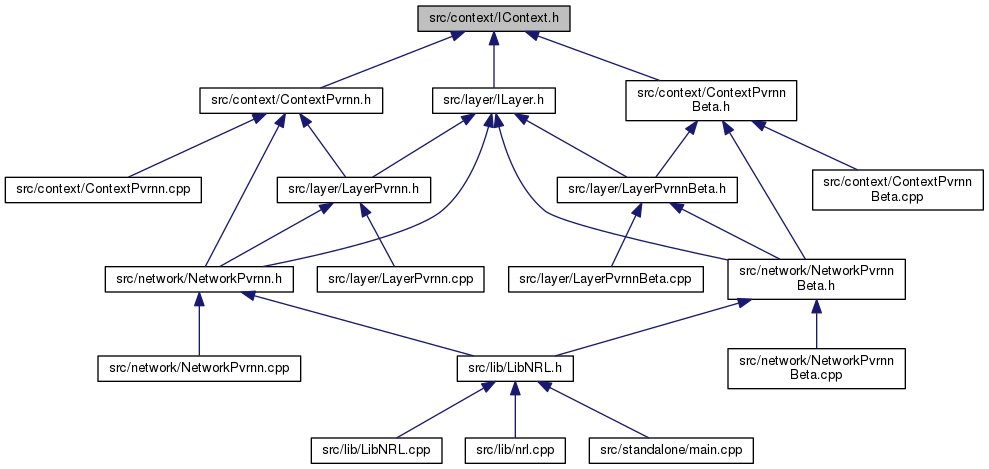 src/context/IContext.h
src/context/ContextPvrnn.h
src/layer/ILayer.h
src/context/ContextPvrnn
Beta.h
src/context/ContextPvrnn.cpp
src/layer/LayerPvrnn.h
src/layer/LayerPvrnnBeta.h
src/context/ContextPvrnn
Beta.cpp
src/network/NetworkPvrnn.h
src/layer/LayerPvrnn.cpp
src/layer/LayerPvrnnBeta.cpp
src/network/NetworkPvrnn
Beta.h
src/network/NetworkPvrnn.cpp
src/lib/LibNRL.h
src/network/NetworkPvrnn
Beta.cpp
src/lib/LibNRL.cpp
src/lib/nrl.cpp
src/standalone/main.cpp